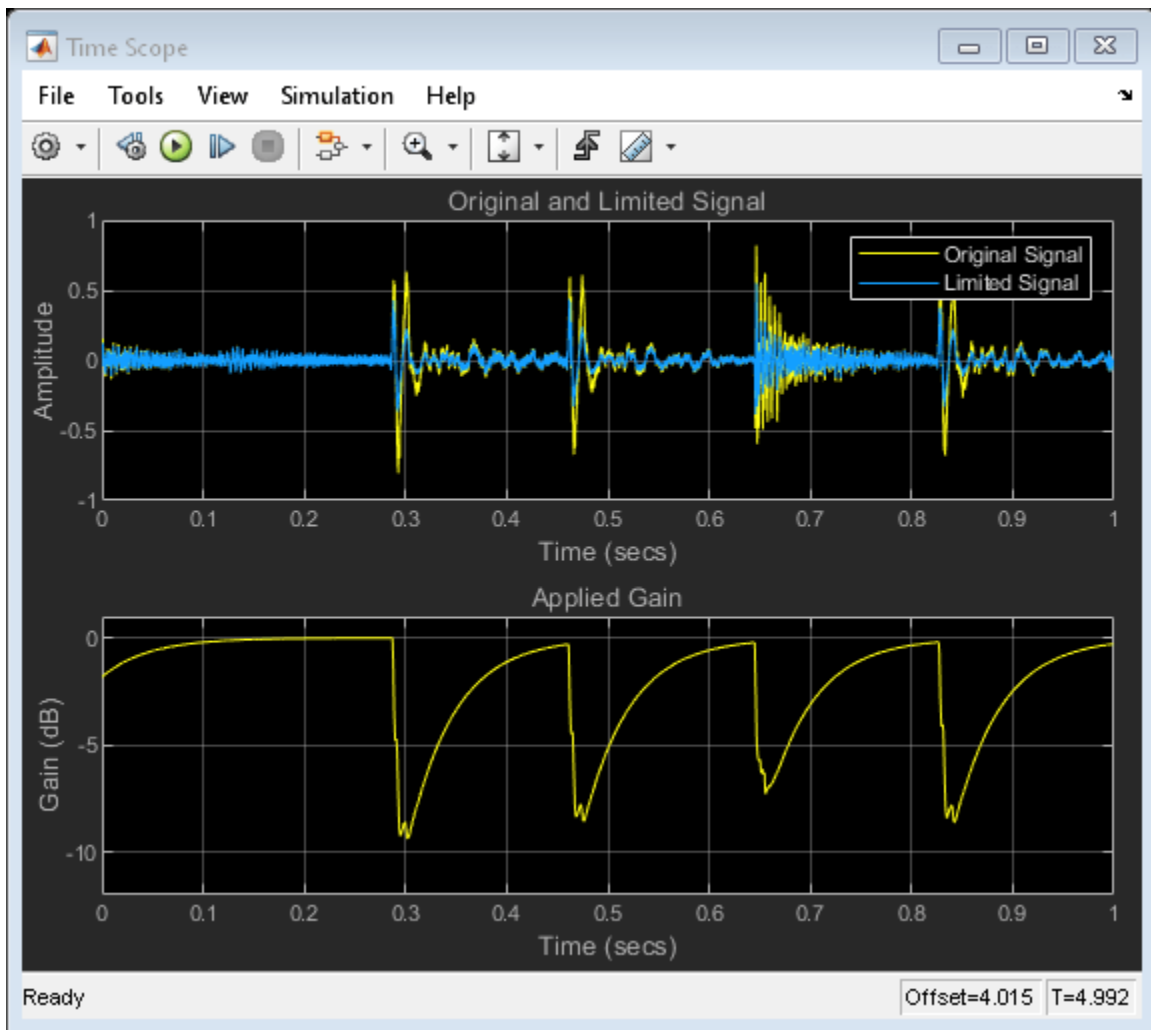 Time Scope
File Tools View Simulation Help
Original and Limited Signal
Original Signal
Limited Signal
Amplitude
1
0.5
0
-0.5
-1
0 0.1 0.2 0.3 0.4 0.5 0.6 0.7 0.8 0.9 1
Time (secs)
Applied Gain
Gain (dB)
0
-5
-10
0 0.1 0.2 0.3 0.4 0.5 0.6 0.7 0.8 0.9 1
Time (secs)
Ready Offset=4.015 T=4.992